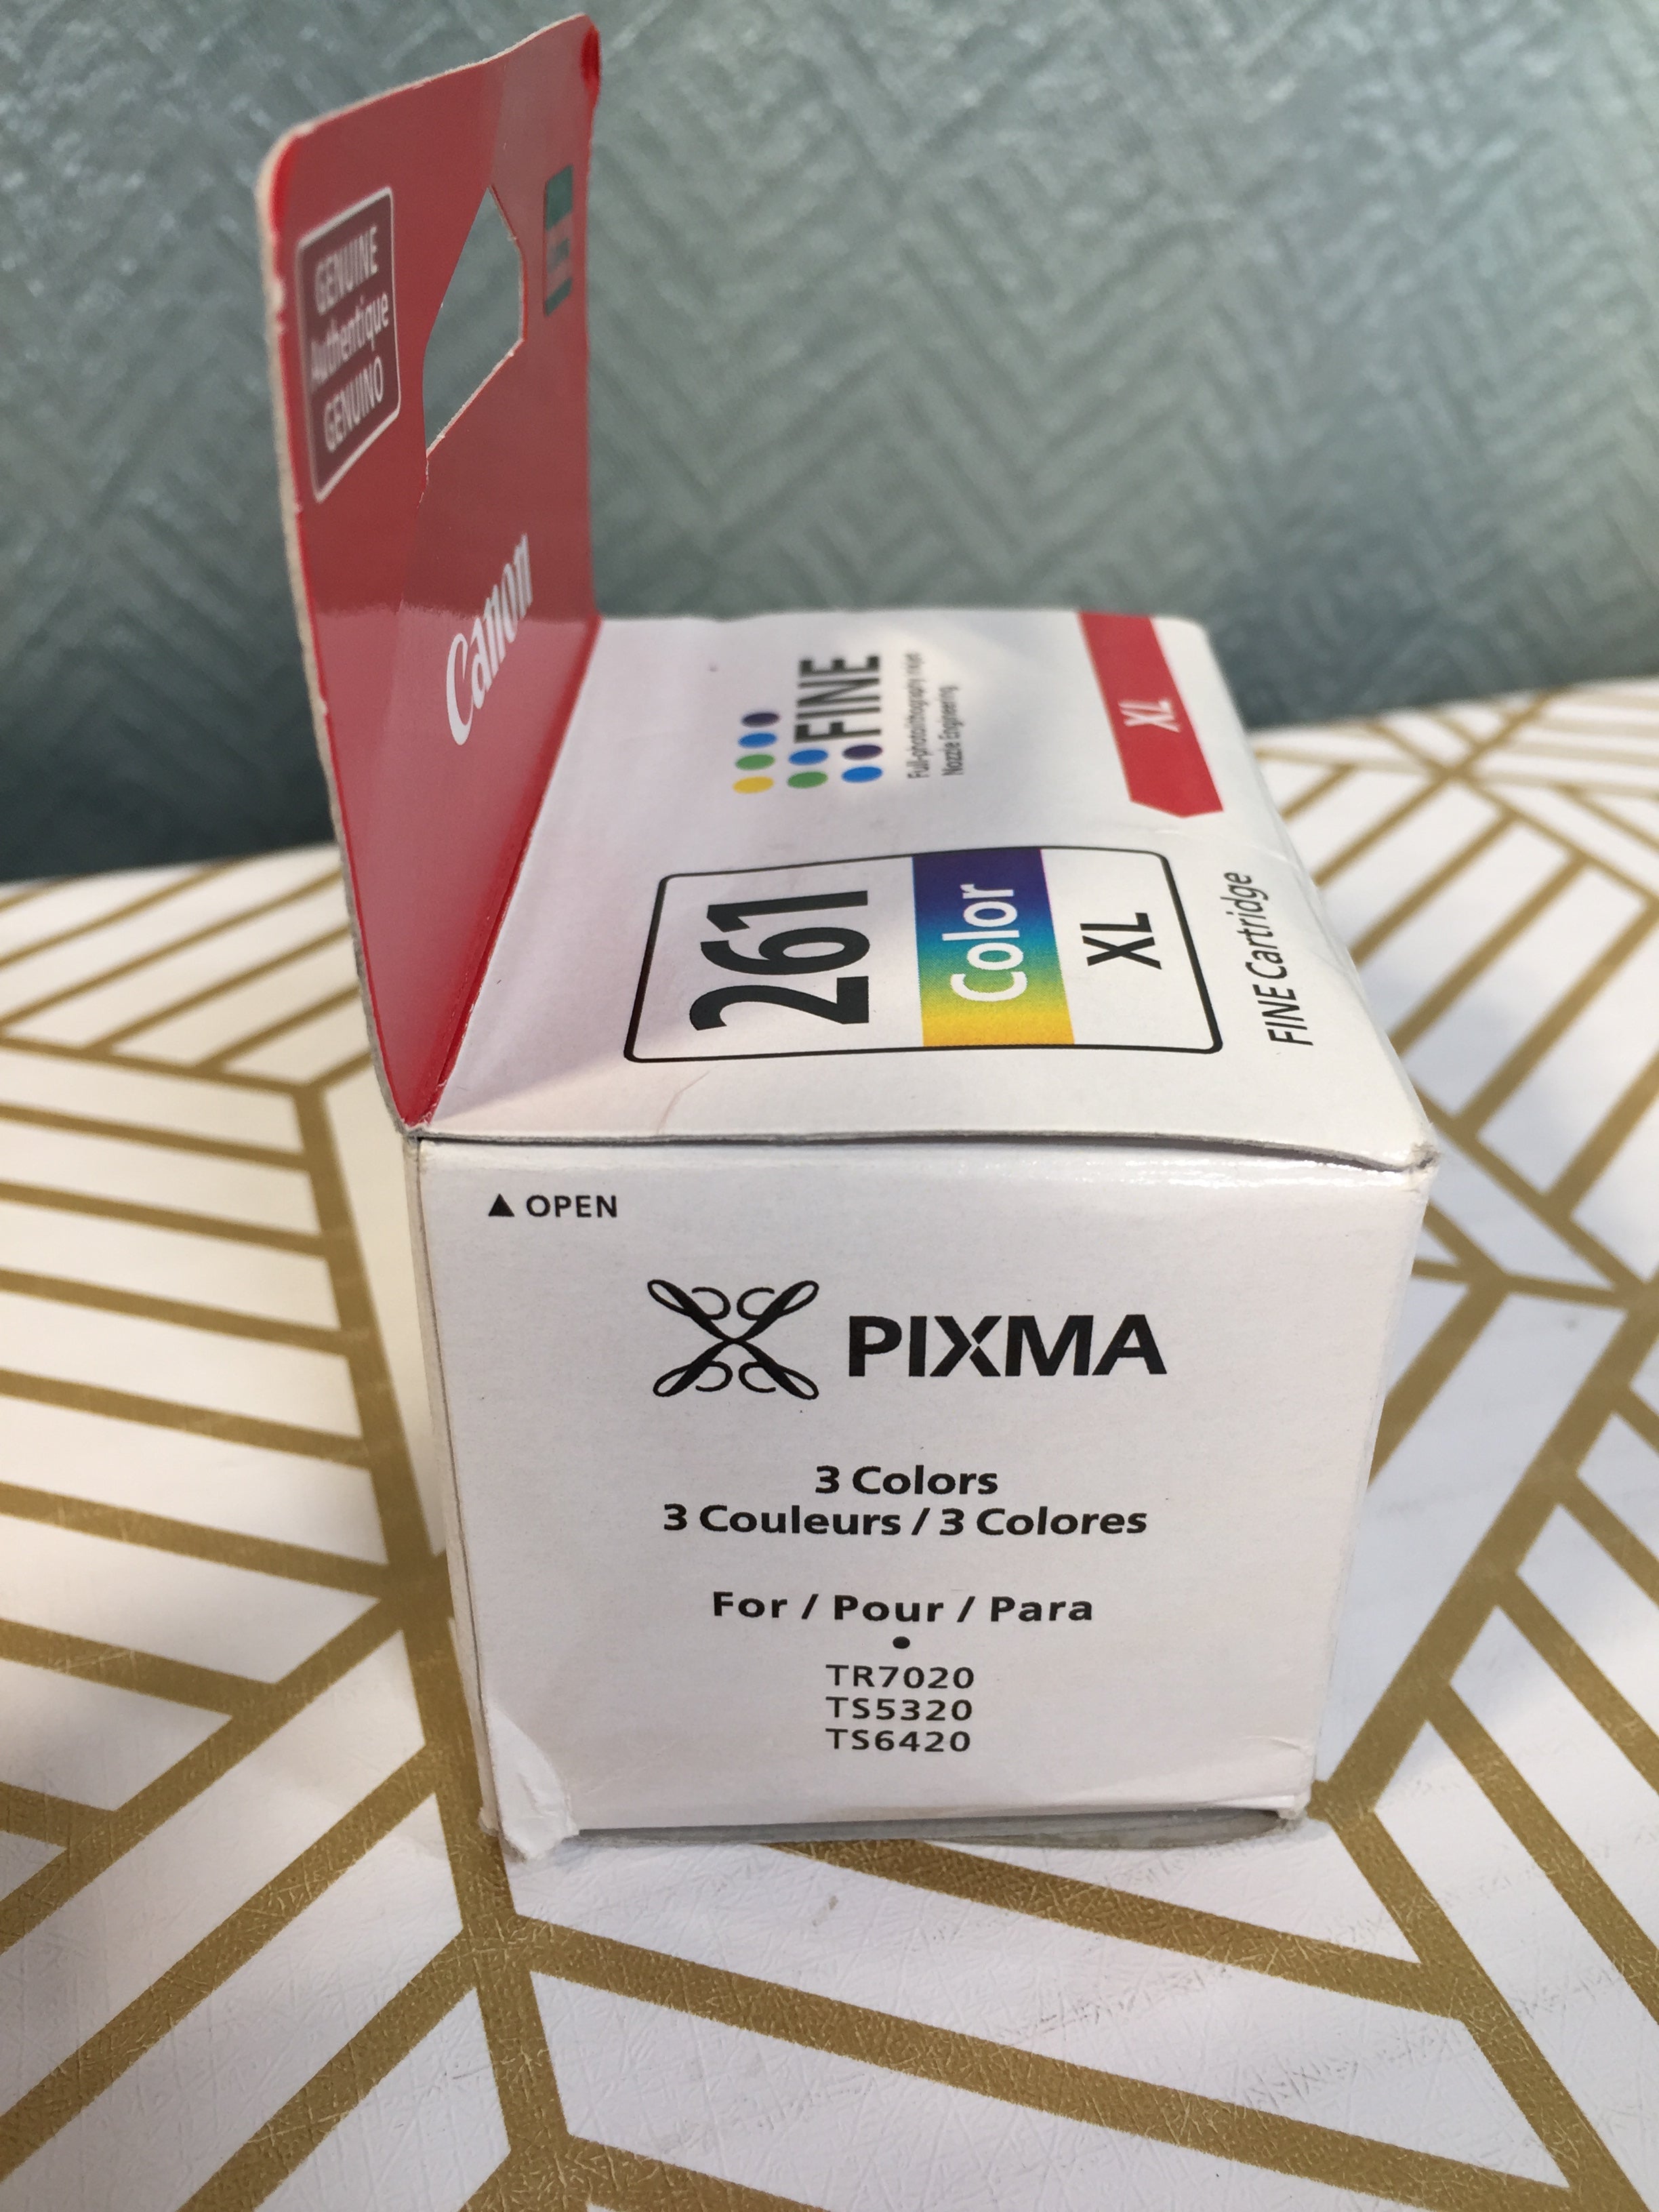 GENUINE
Authentique
GENUINO
Canon
FINE
Full-photolithography Inkjet
Nozzle Engineering
XL
261
Color
XL
FINE Cartridge
▲ OPEN
PIXMA
3 Colors
3 Couleurs / 3 Colores
For / Pour / Para
•
TR7020
TS5320
TS6420